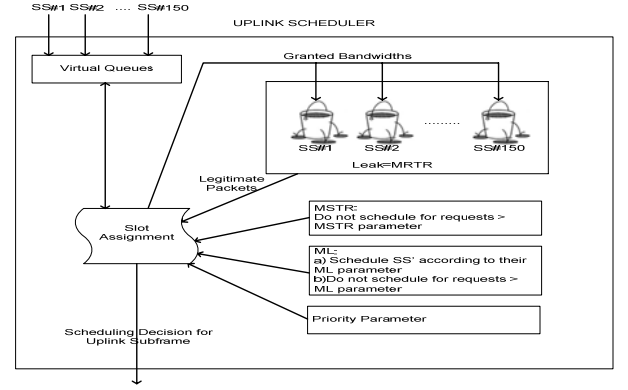 SS#1 SS#2 .... SS#150
UPLINK SCHEDULER
Virtual Queues
Granted Bandwidths
SS#1 SS#2 ......... SS#150
Leak=MRTR
Legitimate
Packets
Slot
Assignment
MSTR:
Do not schedule for requests >
MSTR parameter
ML:
a) Schedule SS' according to their
ML parameter
b)Do not schedule for requests >
ML parameter
Priority Parameter
Scheduling Decision for
Uplink Subframe